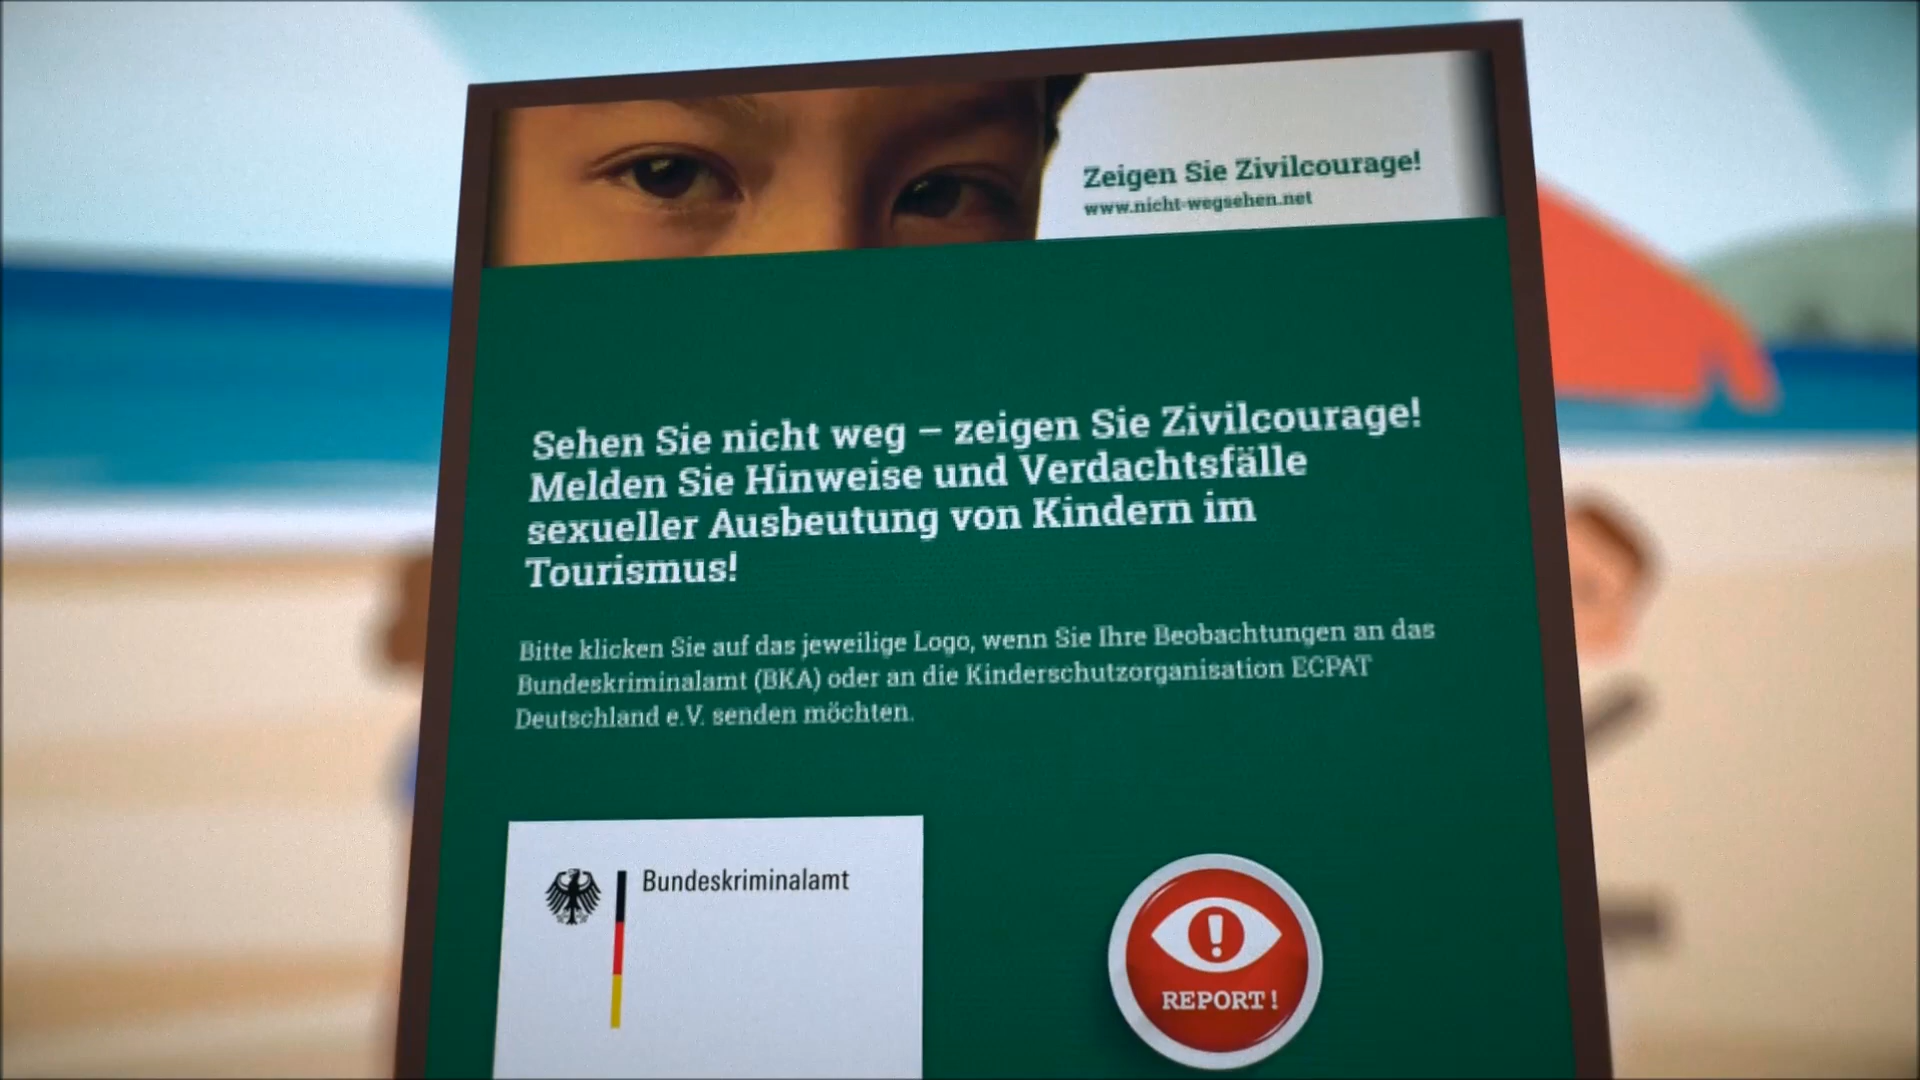 Zeigen Sie Zivilcourage!
www.nicht-wegsehen.net
Sehen Sie nicht weg – zeigen Sie Zivilcourage!
Melden Sie Hinweise und Verdachtsfälle
sexueller Ausbeutung von Kindern im
Tourismus!
Bitte klicken Sie auf das jeweilige Logo, wenn Sie Ihre Beobachtungen an das
Bundeskriminalamt (BKA) oder an die Kinderschutzorganisation ECPAT
Deutschland e.V. senden möchten.
Bundeskriminalamt
REPORT!